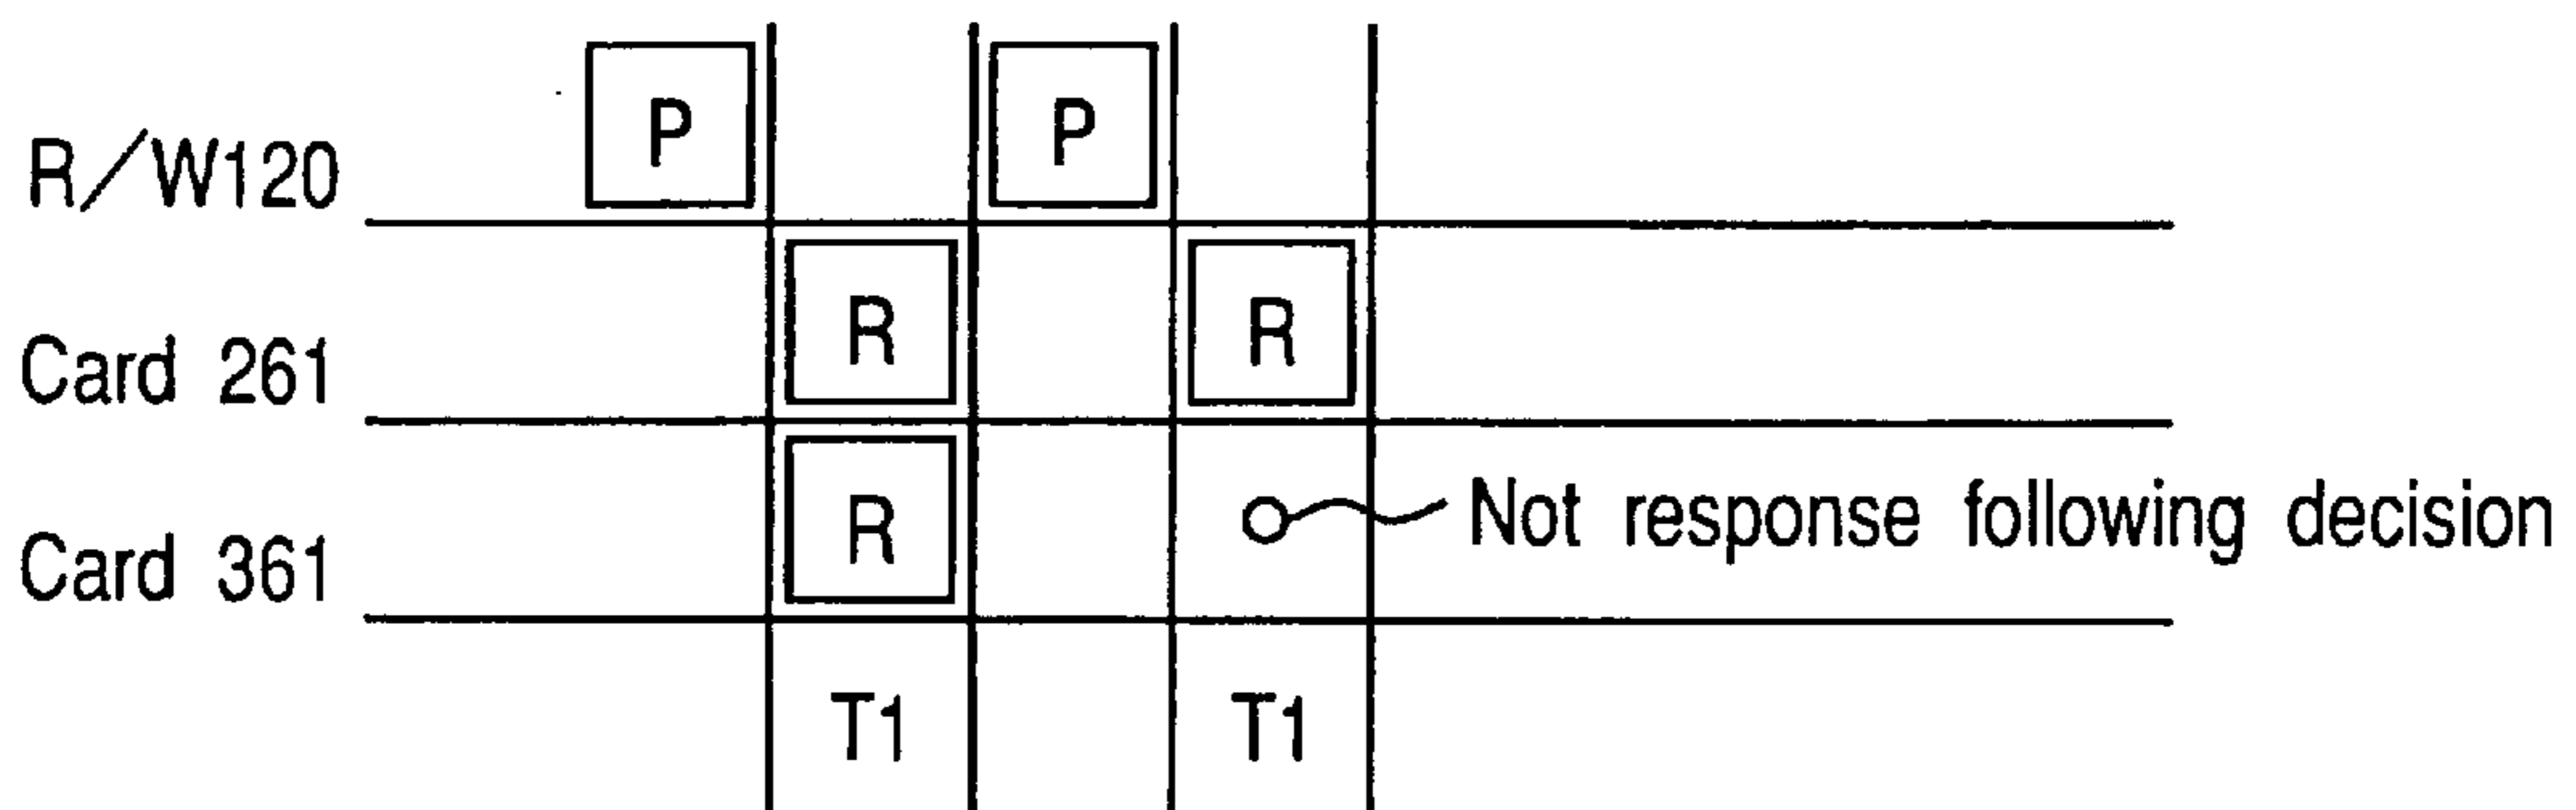 P P
R/W120
R R
Card 261
R Not response following decision
Card 361
T1 T1